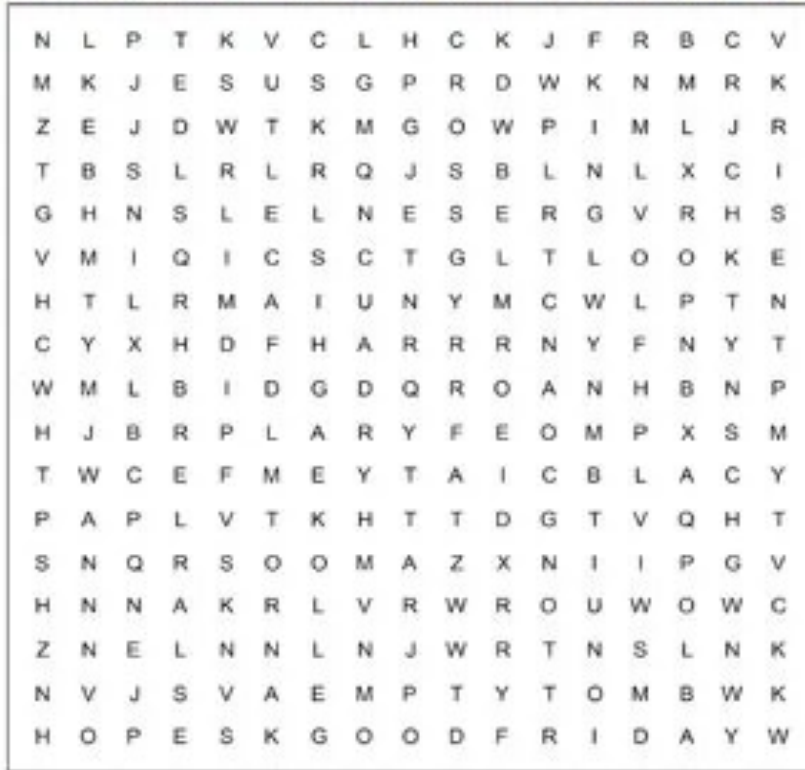 N L P T K V C L H C K J F R B C V
M K J E S U S G P R D W K N M R K
Z E J D W T K M G O W P I M L J R
T B S L R L R Q J S B L N L X C I
G H N S L E L N E S E R G V R H S
V M I Q I C S C T G L T L O O K E
H T L R M A I U N Y M C W L P T N
C Y X H D F H A R R R N Y F N Y T
W M L B I D G D Q R O A N H B N P
H J B R P L A R Y F E O M P X S M
T W C E F M E Y T A I C B L A C Y
P A P L V T K H T T D G T V Q H T
S N Q R S O O M A Z X N I I P G V
H N N A K R L V R W R O U W O W C
Z N E L N N L N J W R T N S L N K
N V J S V A E M P T Y T O M B W K
H O P E S K G O O D F R I D A Y W